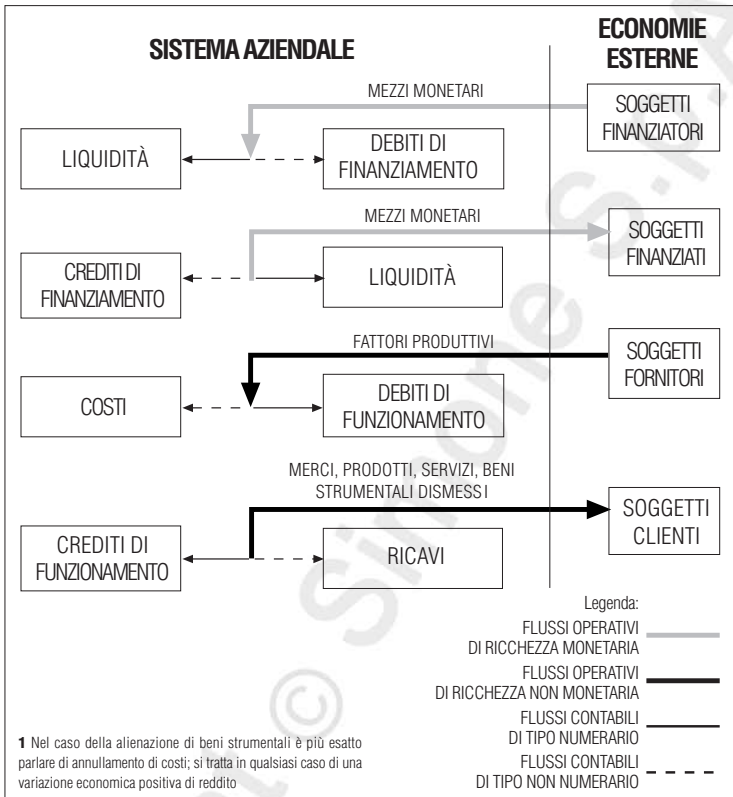 SISTEMA AZIENDALE
ECONOMIE
ESTERNE
MEZZI MONETARI
SOGGETTI
FINANZIATORI
LIQUIDITÀ
DEBITI DI
FINANZIAMENTO
MEZZI MONETARI
SOGGETTI
FINANZIATI
CREDITI DI
FINANZIAMENTO
LIQUIDITÀ
FATTORI PRODUTTIVI
SOGGETTI
FORNITORI
COSTI
DEBITI DI
FUNZIONAMENTO
MERCI, PRODOTTI, SERVIZI, BENI
STRUMENTALI DISMESSI
SOGGETTI
CLIENTI
CREDITI DI
FUNZIONAMENTO
RICAVI
Legenda:
FLUSSI OPERATIVI
DI RICCHEZZA MONETARIA
FLUSSI OPERATIVI
DI RICCHEZZA NON MONETARIA
FLUSSI CONTABILI
DI TIPO NUMERARIO
FLUSSI CONTABILI
DI TIPO NON NUMERARIO
1 Nel caso della alienazione di beni strumentali è più esatto
parlare di annullamento di costi; si tratta in qualsiasi caso di una
variazione economica positiva di reddito
© Simone S.p.A